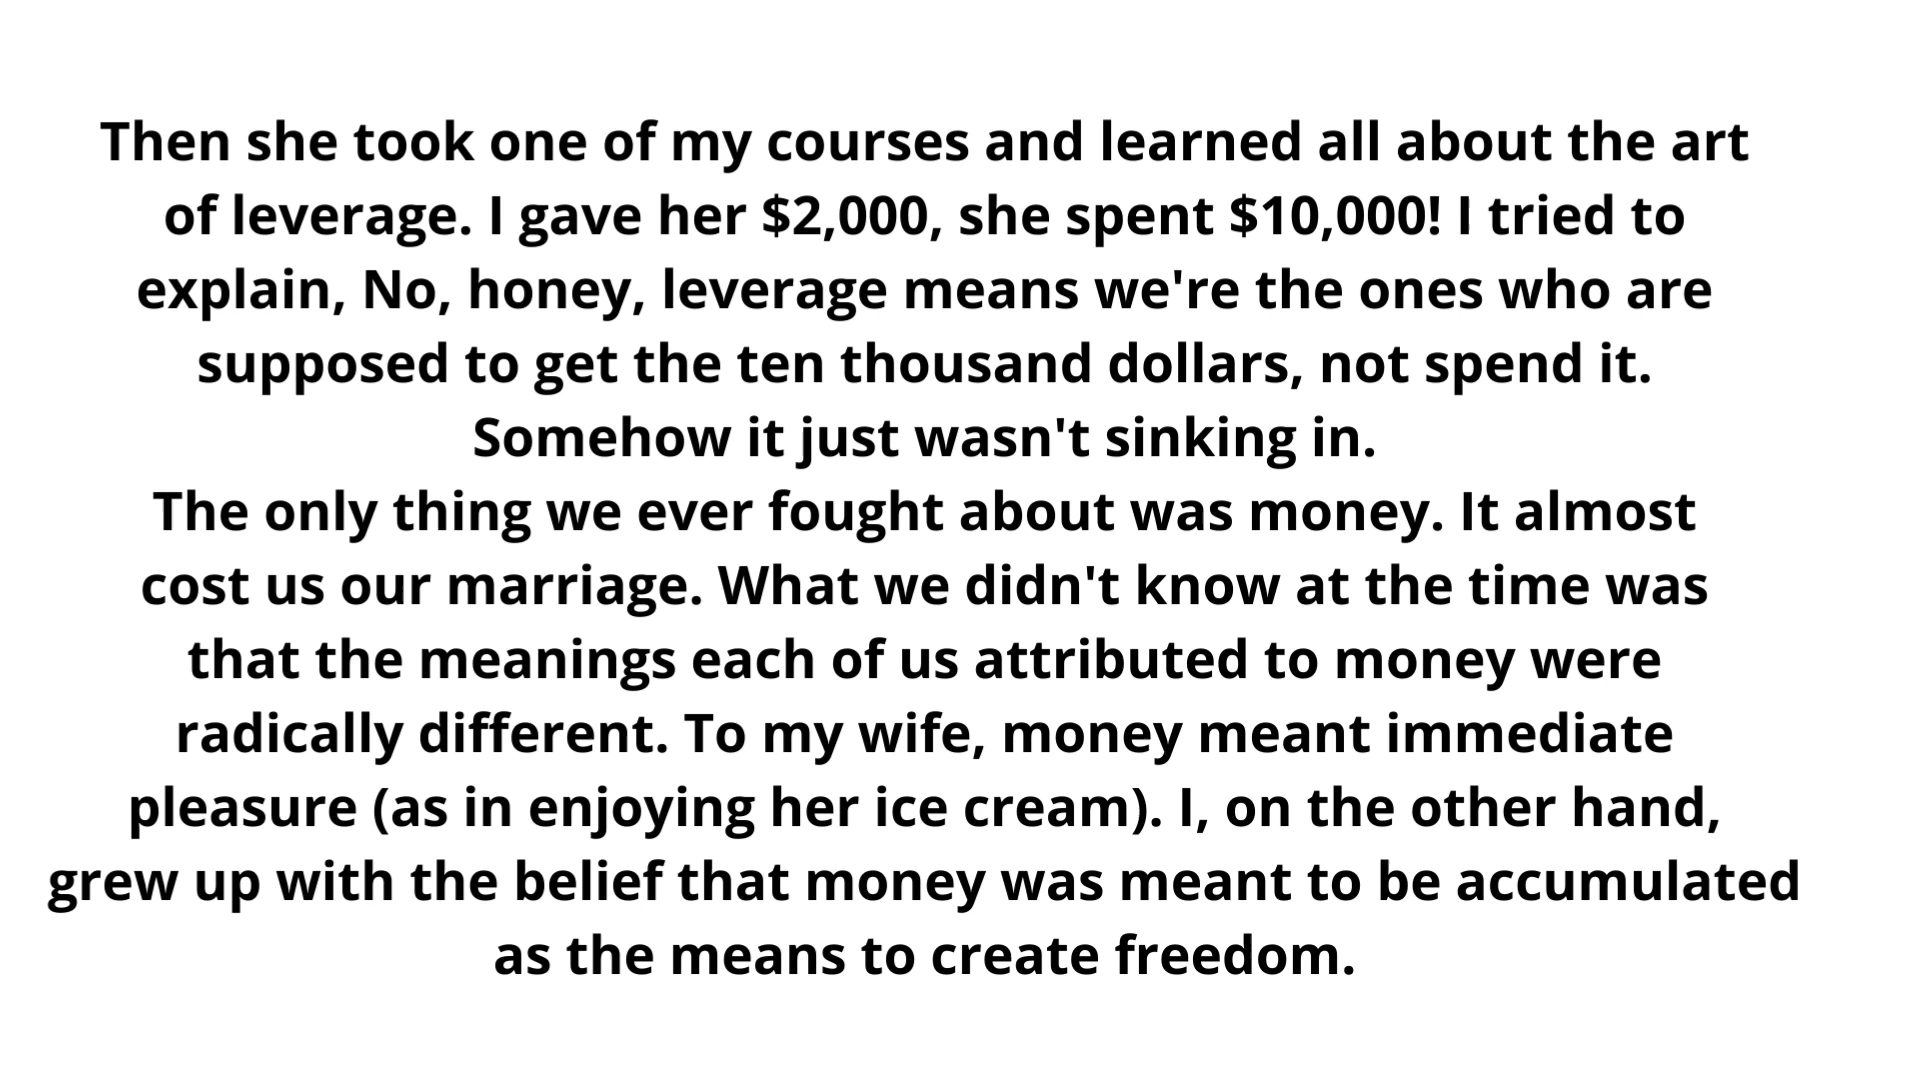 Then she took one of my courses and learned all about the art
of leverage. I gave her $2,000, she spent $10,000! I tried to
explain, No, honey, leverage means we're the ones who are
supposed to get the ten thousand dollars, not spend it.
Somehow it just wasn't sinking in.
The only thing we ever fought about was money. It almost
cost us our marriage. What we didn't know at the time was
that the meanings each of us attributed to money were
radically different. To my wife, money meant immediate
pleasure (as in enjoying her ice cream). I, on the other hand,
grew up with the belief that money was meant to be accumulated
as the means to create freedom.